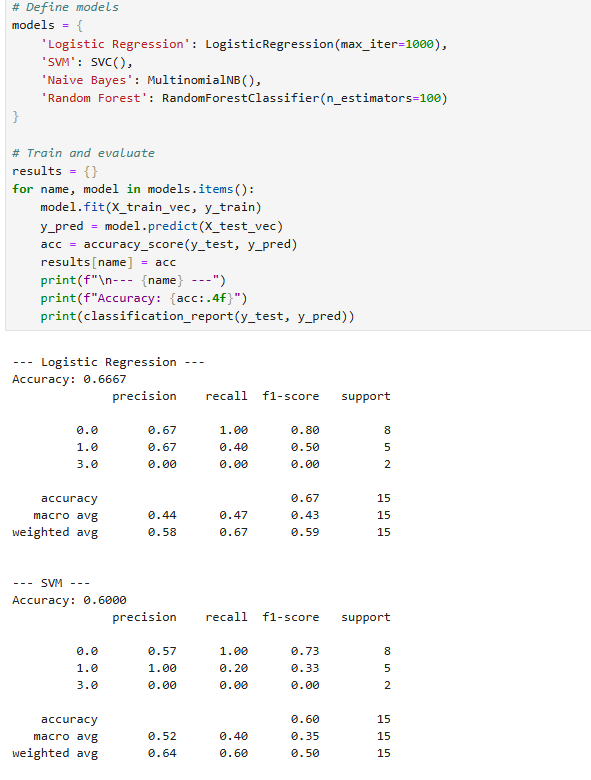 # Define models
models = {
    'Logistic Regression': LogisticRegression(max_iter=1000),
    'SVM': SVC(),
    'Naive Bayes': MultinomialNB(),
    'Random Forest': RandomForestClassifier(n_estimators=100)
}
# Train and evaluate
results = {}
for name, model in models.items():
    model.fit(X_train_vec, y_train)
    y_pred = model.predict(X_test_vec)
    acc = accuracy_score(y_test, y_pred)
    results[name] = acc
    print(f"\n--- {name} ---")
    print(f"Accuracy: {acc:.4f}")
    print(classification_report(y_test, y_pred))
--- Logistic Regression ---
Accuracy: 0.6667
              precision    recall  f1-score   support
         0.0       0.67      1.00      0.80         8
         1.0       0.67      0.40      0.50         5
         3.0       0.00      0.00      0.00         2
    accuracy                           0.67        15
   macro avg       0.44      0.47      0.43        15
weighted avg       0.58      0.67      0.59        15
--- SVM ---
Accuracy: 0.6000
              precision    recall  f1-score   support
         0.0       0.57      1.00      0.73         8
         1.0       1.00      0.20      0.33         5
         3.0       0.00      0.00      0.00         2
    accuracy                           0.60        15
   macro avg       0.52      0.40      0.35        15
weighted avg       0.64      0.60      0.50        15